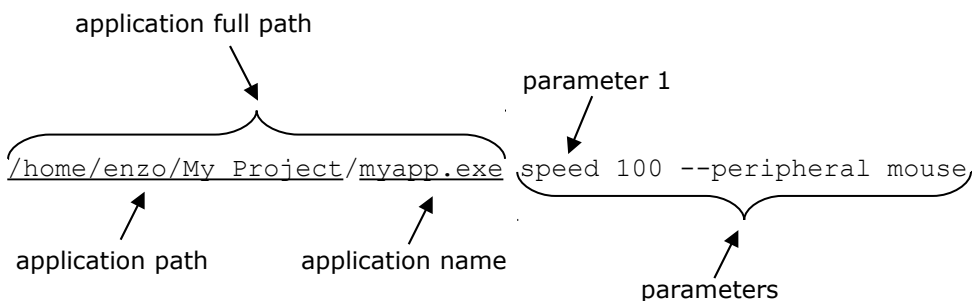 application full path
parameter 1
/home/enzo/My Project/myapp.exe speed 100 --peripheral mouse
application path application name
parameters